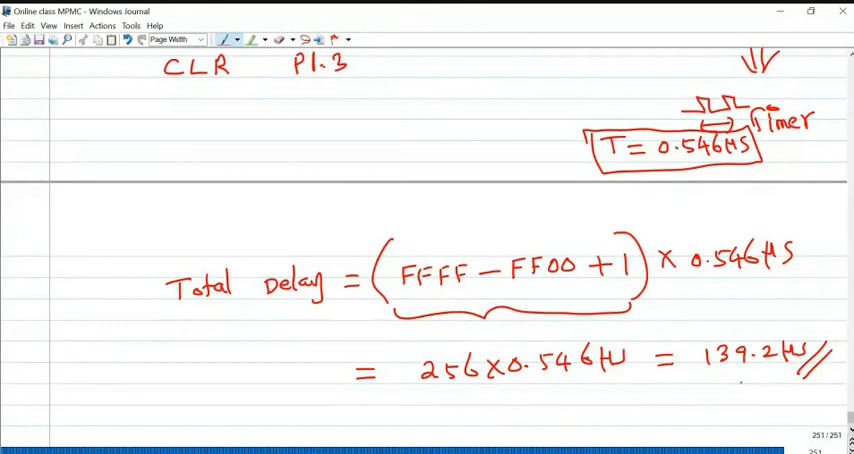 Online class MPMC - Windows Journal
File Edit View Insert Actions Tools Help
Page Width
CLR P1.3
Timer
T = 0.546µS
Total Delay = (FFFF - FF00 + 1) × 0.546µS
= 256 × 0.546µS = 139.2µS
251 / 251
251